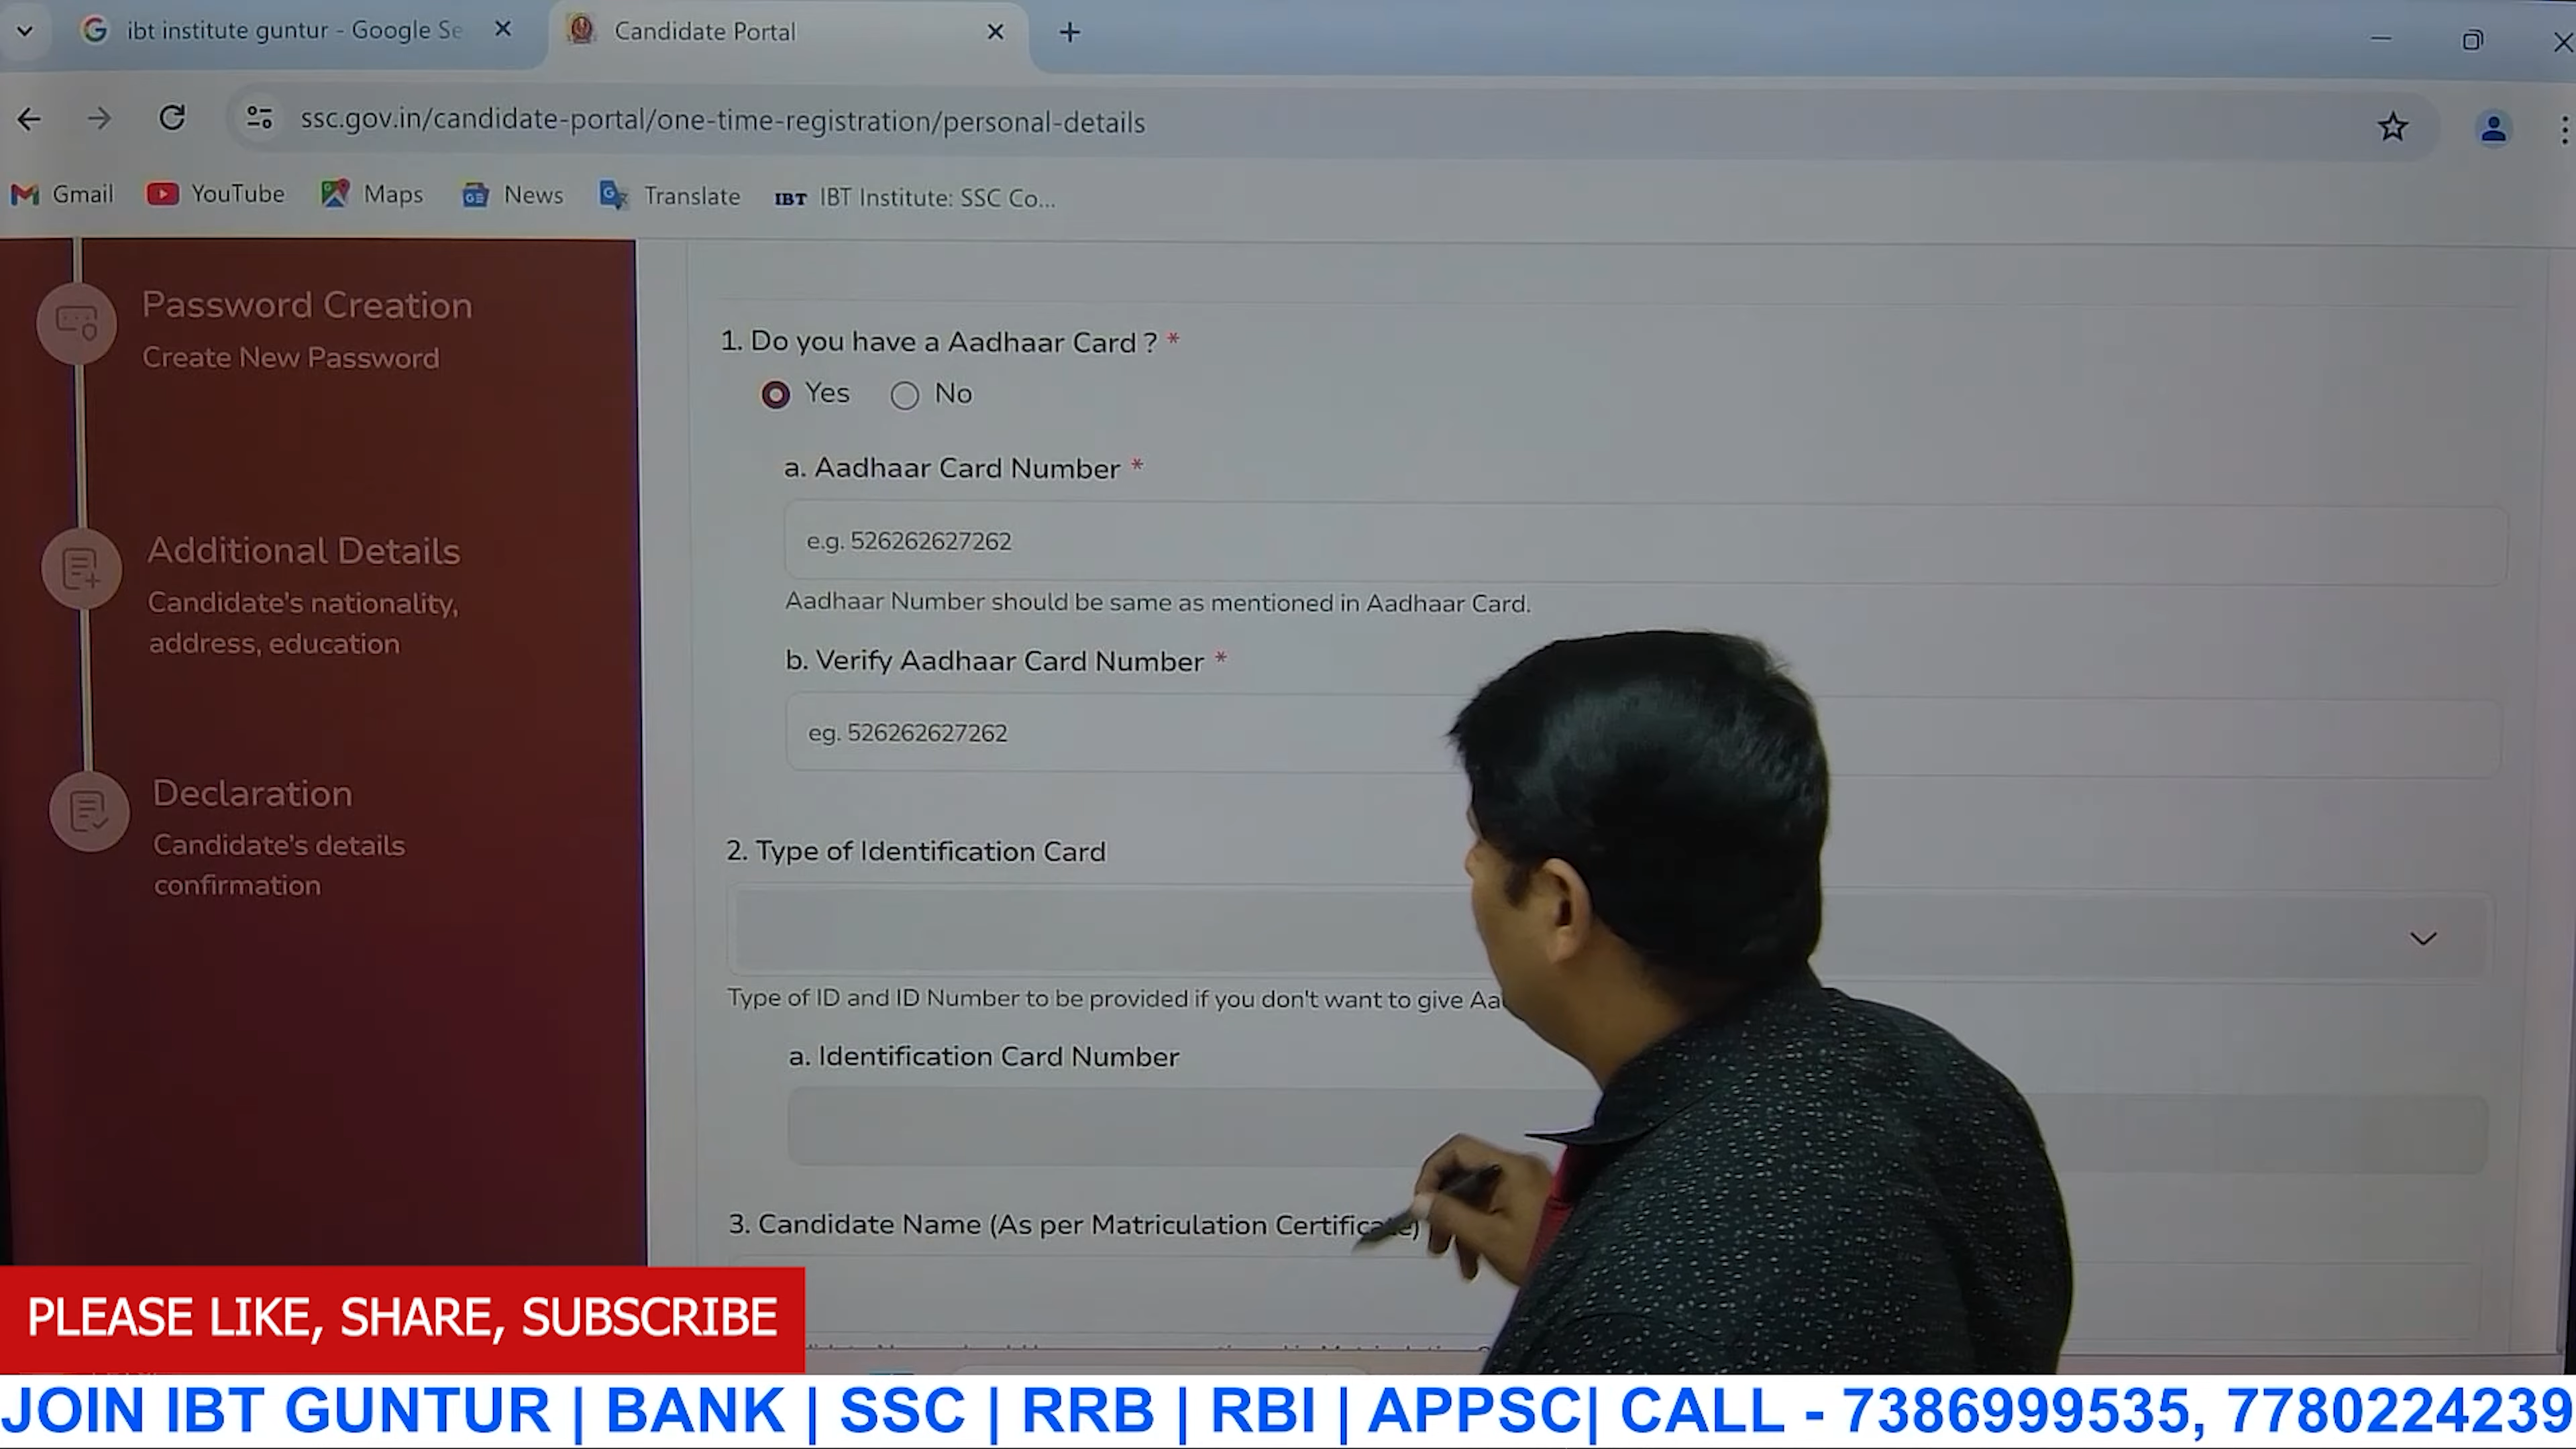 ibt institute guntur - Google Se
Candidate Portal
ssc.gov.in/candidate-portal/one-time-registration/personal-details
Gmail
YouTube
Maps
News
Translate
IBT
IBT Institute: SSC Co...
Password Creation
Create New Password
Additional Details
Candidate's nationality,
address, education
Declaration
Candidate's details
confirmation
1. Do you have a Aadhaar Card ? *
Yes
No
a. Aadhaar Card Number *
e.g. 526262627262
Aadhaar Number should be same as mentioned in Aadhaar Card.
b. Verify Aadhaar Card Number *
eg. 526262627262
2. Type of Identification Card
Type of ID and ID Number to be provided if you don't want to give Aa
a. Identification Card Number
3. Candidate Name (As per Matriculation Certificate)
PLEASE LIKE, SHARE, SUBSCRIBE
JOIN IBT GUNTUR | BANK | SSC | RRB | RBI | APPSC| CALL - 7386999535, 7780224239